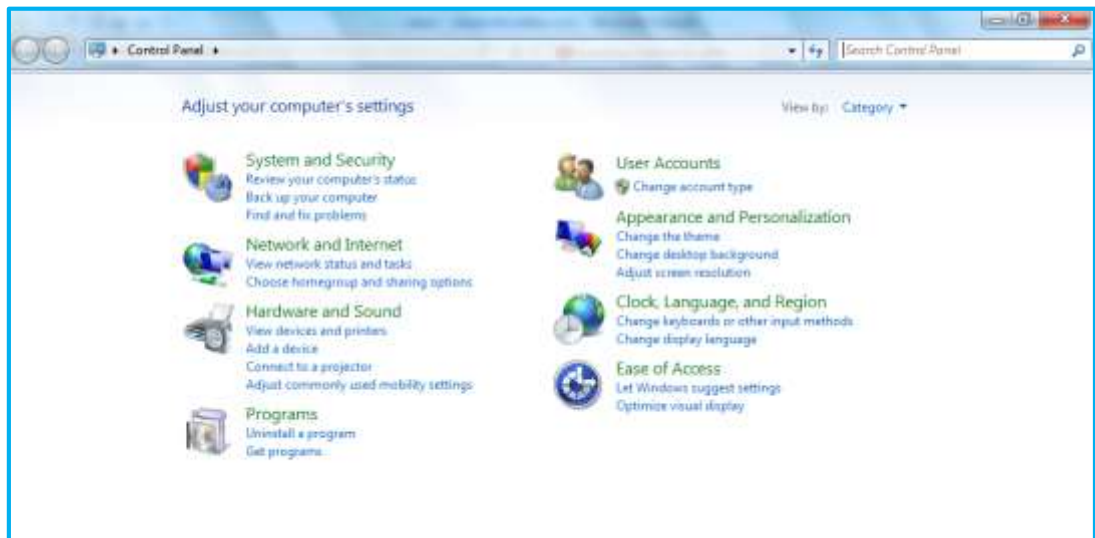 Control Panel
Search Control Panel
Adjust your computer's settings
View by: Category
System and Security
Review your computer's status
Back up your computer
Find and fix problems
Network and Internet
View network status and tasks
Choose homegroup and sharing options
Hardware and Sound
View devices and printers
Add a device
Connect to a projector
Adjust commonly used mobility settings
Programs
Uninstall a program
Get programs
User Accounts
Change account type
Appearance and Personalization
Change the theme
Change desktop background
Adjust screen resolution
Clock, Language, and Region
Change keyboards or other input methods
Change display language
Ease of Access
Let Windows suggest settings
Optimize visual display